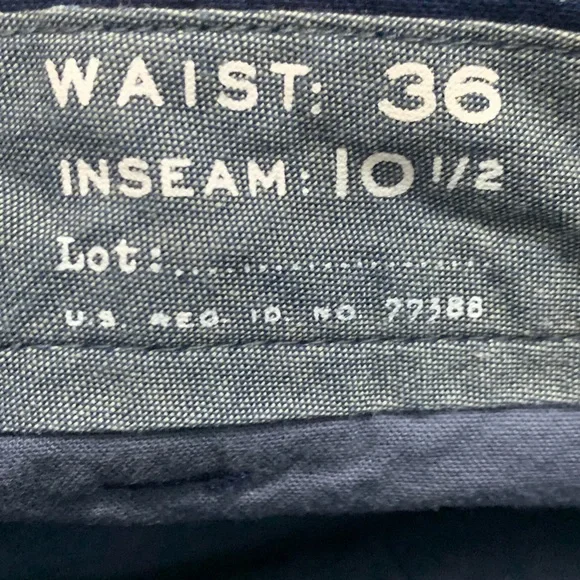 WAIST: 36
INSEAM: 10 1/2
Lot:........................
U.S. REG. ID. NO 77388